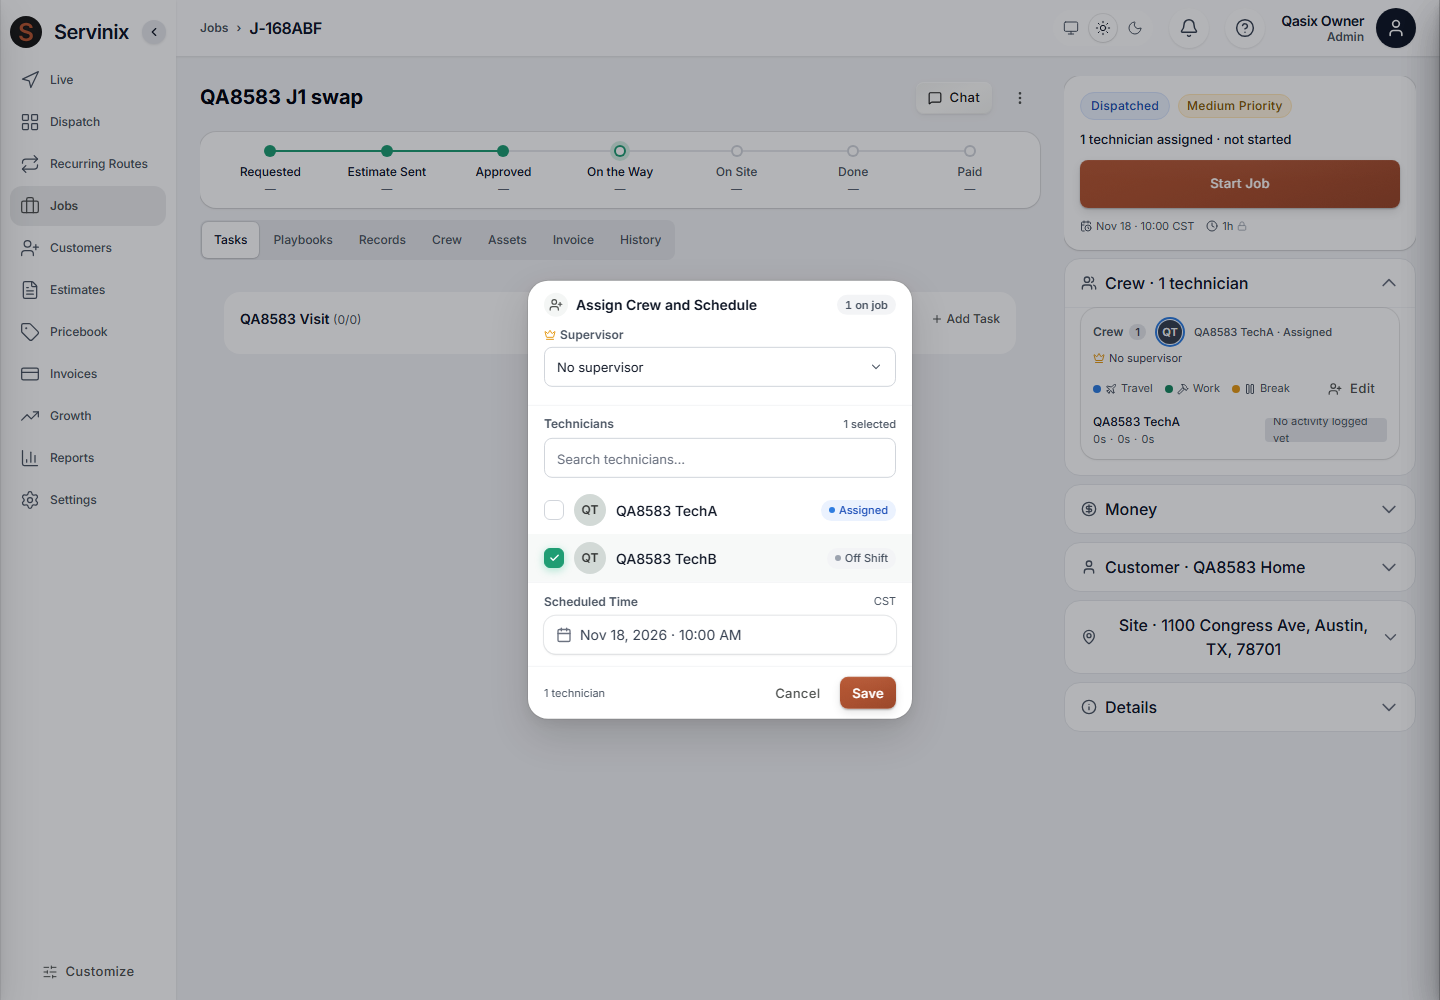 Servinix
Live
Dispatch
Recurring Routes
Jobs
Customers
Estimates
Pricebook
Invoices
Growth
Reports
Settings
Customize
Jobs › J-168ABF
Qasix Owner
Admin
QA8583 J1 swap
Chat
Requested
—
Estimate Sent
—
Approved
—
On the Way
—
On Site
—
Done
—
Paid
—
Tasks Playbooks Records Crew Assets Invoice History
QA8583 Visit (0/0)
+ Add Task
Assign Crew and Schedule
1 on job
Supervisor
No supervisor
Technicians
1 selected
Search technicians...
QT QA8583 TechA
Assigned
QT QA8583 TechB
Off Shift
Scheduled Time
CST
Nov 18, 2026 · 10:00 AM
1 technician
Cancel
Save
Dispatched
Medium Priority
1 technician assigned · not started
Start Job
Nov 18 · 10:00 CST
1h
Crew · 1 technician
Crew 1 QT QA8583 TechA · Assigned
No supervisor
Travel
Work
Break
Edit
QA8583 TechA
0s · 0s · 0s
No activity logged
yet
Money
Customer · QA8583 Home
Site · 1100 Congress Ave, Austin,
TX, 78701
Details